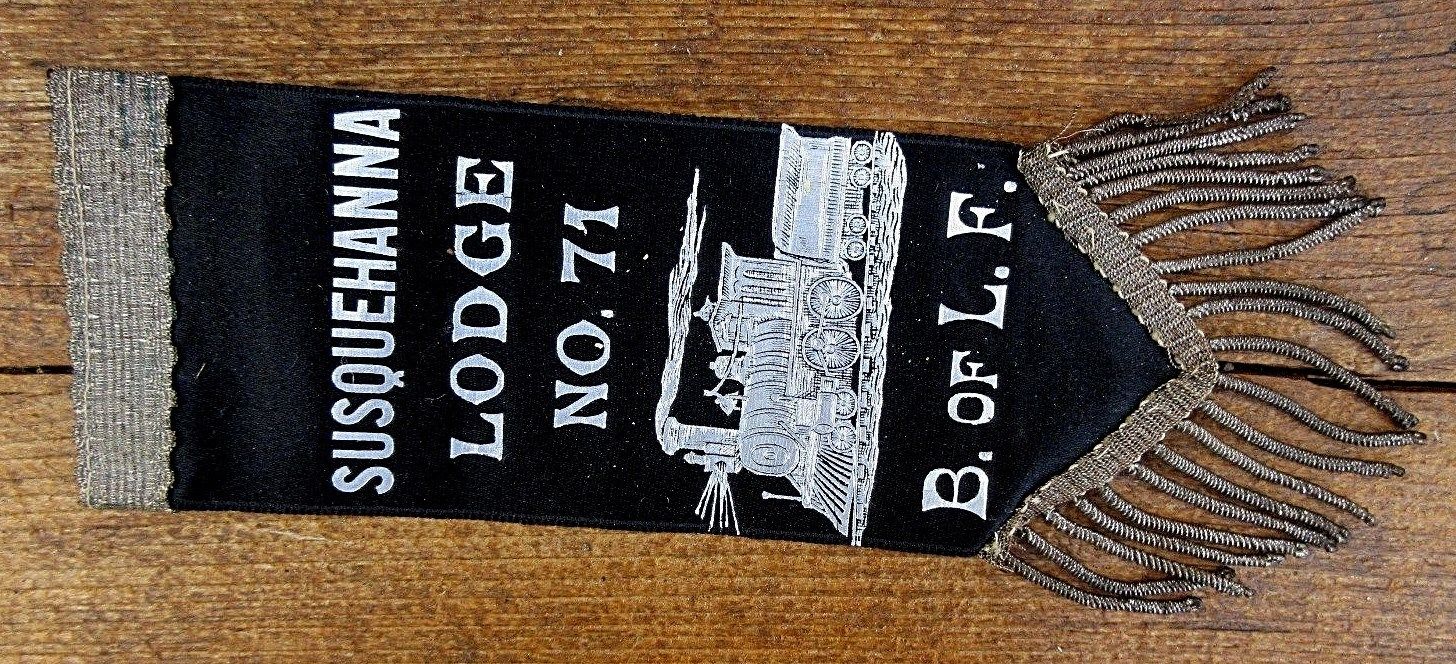 SUSQUEHANNA
LODGE
NO. 71
B. OF L. F.